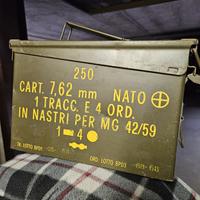 250
CART. 7,62 mm NATO
1 TRACC. E 4 ORD.
IN NASTRI PER MG 42/59
1 4